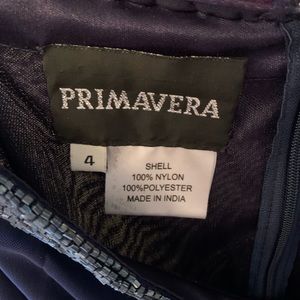 PRIMAVERA
4
SHELL
100% NYLON
100%POLYESTER
MADE IN INDIA